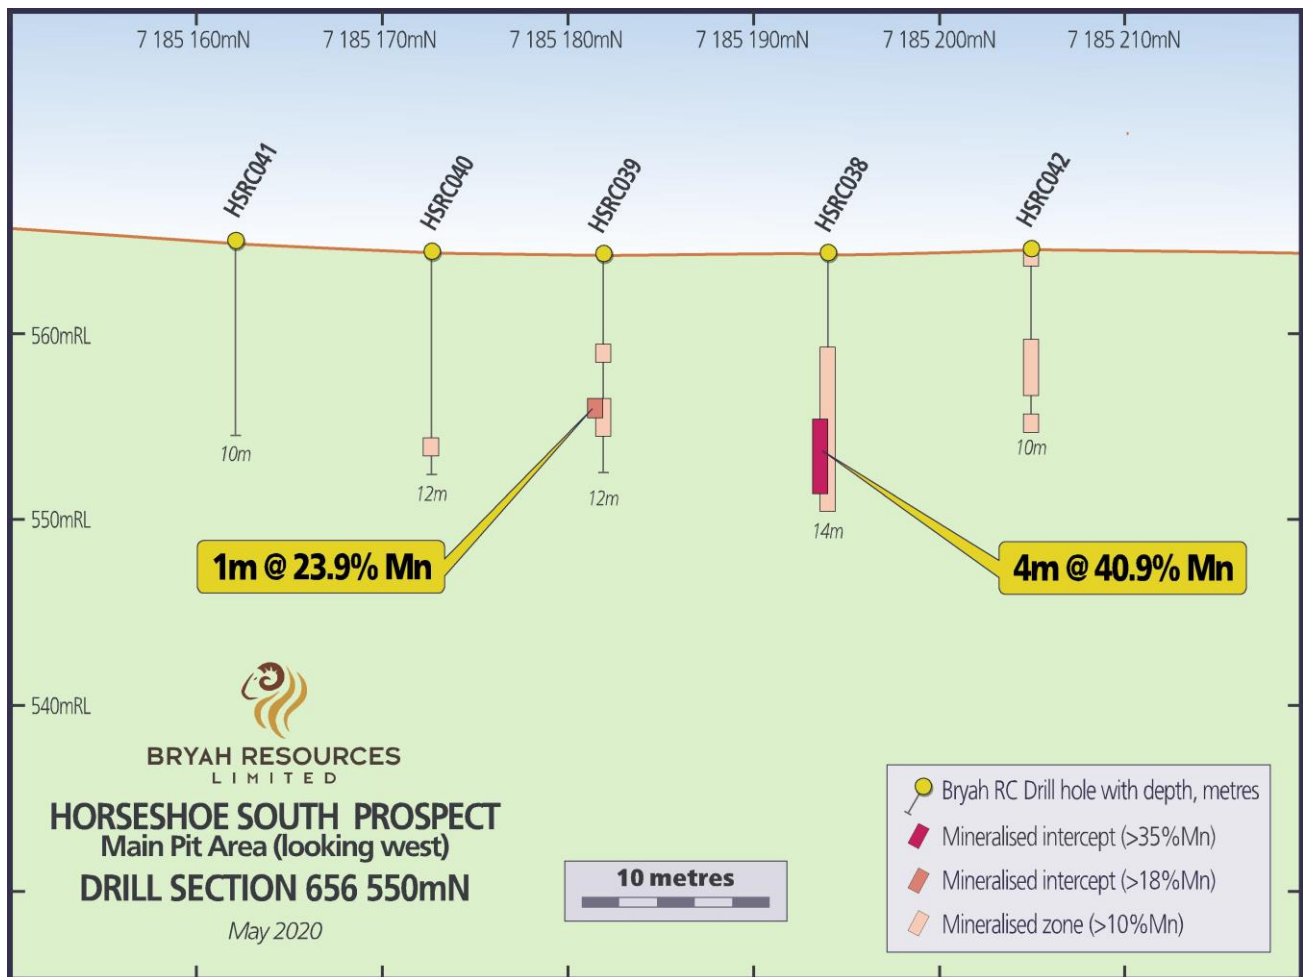 7 185 160mN
7 185 170mN
7 185 180mN
7 185 190mN
7 185 200mN
7 185 210mN
HSRC041
HSRC040
HSRC039
HSRC038
HSRC042
560mRL
550mRL
540mRL
10m
12m
12m
14m
10m
1m @ 23.9% Mn
4m @ 40.9% Mn
BRYAH RESOURCES
LIMITED
HORSESHOE SOUTH PROSPECT
Main Pit Area (looking west)
DRILL SECTION 656 550mN
May 2020
10 metres
Bryah RC Drill hole with depth, metres
Mineralised intercept (>35%Mn)
Mineralised intercept (>18%Mn)
Mineralised zone (>10%Mn)